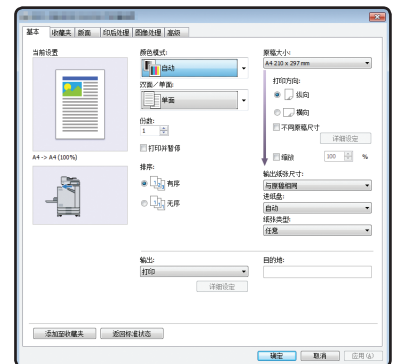 基本 收藏夹 版面 印后处理 图像处理 高级
当前设置
A4 -> A4 (100%)
颜色模式:
自动
双面/单面:
单面
份数:
1
打印并暂停
排序:
有序
无序
输出:
打印
详细设定
原稿大小:
A4 210 x 297 mm
打印方向:
纵向
横向
不同原稿尺寸
详细设定
缩放 100 %
输出纸张尺寸:
与原稿相同
进纸盘:
自动
纸张类型:
任意
目的地:
添加至收藏夹 返回标准状态
确定 取消 应用(A)